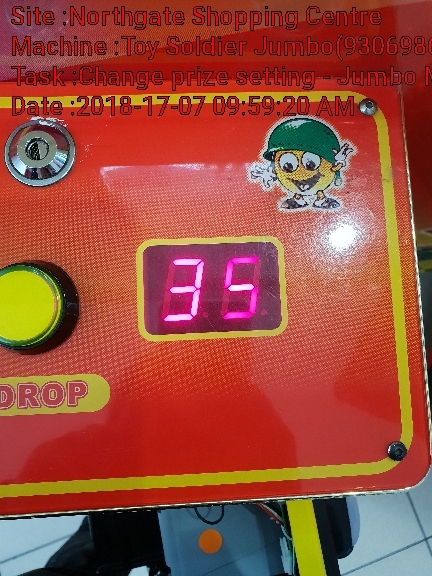 Site :Northgate Shopping Centre
Machine :Toy Soldier Jumbo(9306986
Task :Change prize setting - Jumbo M
Date :2018-17-07 09:59:20 AM
35
DROP